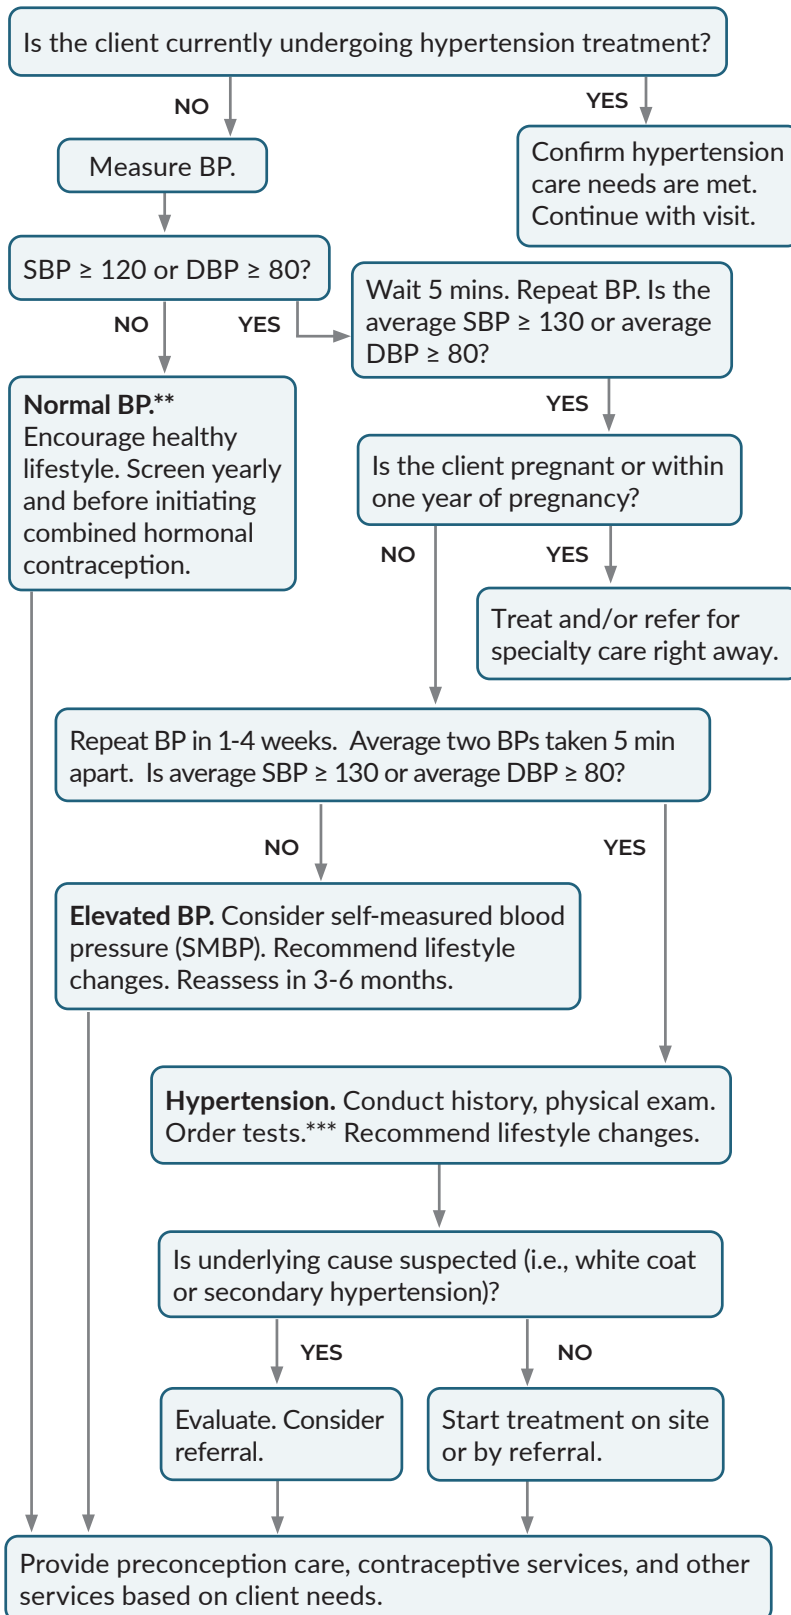 Is the client currently undergoing hypertension treatment?
NO
YES
Measure BP.
Confirm hypertension
care needs are met.
Continue with visit.
SBP ≥ 120 or DBP ≥ 80?
NO
YES
Wait 5 mins. Repeat BP. Is the
average SBP ≥ 130 or average
DBP ≥ 80?
Normal BP.**
Encourage healthy
lifestyle. Screen yearly
and before initiating
combined hormonal
contraception.
YES
Is the client pregnant or within
one year of pregnancy?
NO
YES
Treat and/or refer for
specialty care right away.
Repeat BP in 1-4 weeks. Average two BPs taken 5 min
apart. Is average SBP ≥ 130 or average DBP ≥ 80?
NO
YES
Elevated BP. Consider self-measured blood
pressure (SMBP). Recommend lifestyle
changes. Reassess in 3-6 months.
Hypertension. Conduct history, physical exam.
Order tests.*** Recommend lifestyle changes.
Is underlying cause suspected (i.e., white coat
or secondary hypertension)?
YES
NO
Evaluate. Consider
referral.
Start treatment on site
or by referral.
Provide preconception care, contraceptive services, and other
services based on client needs.